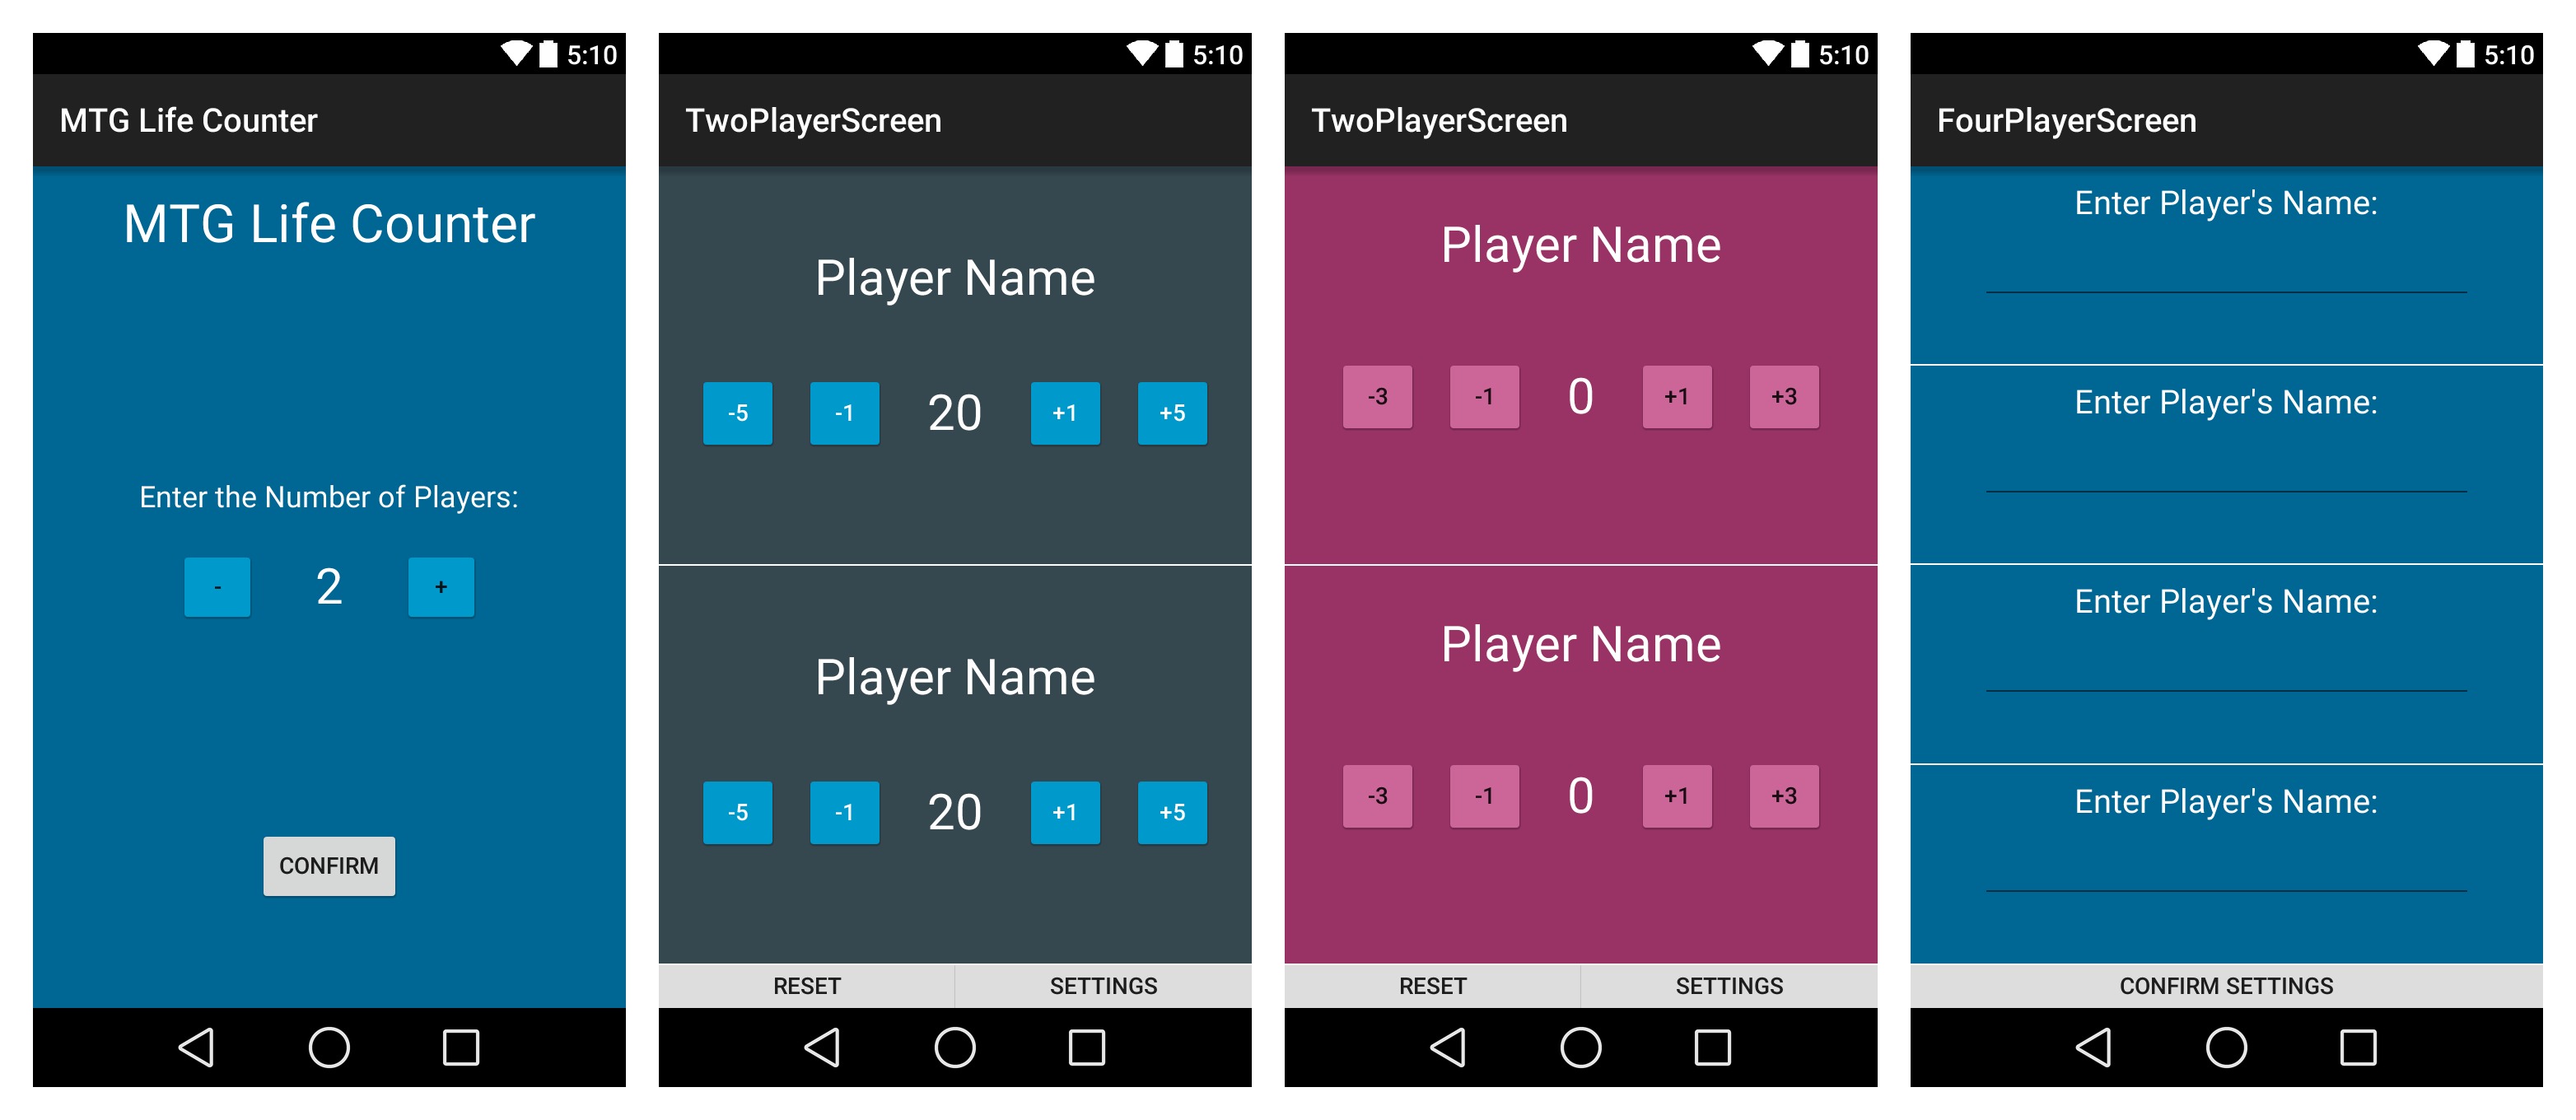 5:10
MTG Life Counter
MTG Life Counter
Enter the Number of Players:
- 2 +
CONFIRM
5:10
TwoPlayerScreen
Player Name
-5 -1 20 +1 +5
Player Name
-5 -1 20 +1 +5
RESET SETTINGS
5:10
TwoPlayerScreen
Player Name
-3 -1 0 +1 +3
Player Name
-3 -1 0 +1 +3
RESET SETTINGS
5:10
FourPlayerScreen
Enter Player's Name:
Enter Player's Name:
Enter Player's Name:
Enter Player's Name:
CONFIRM SETTINGS